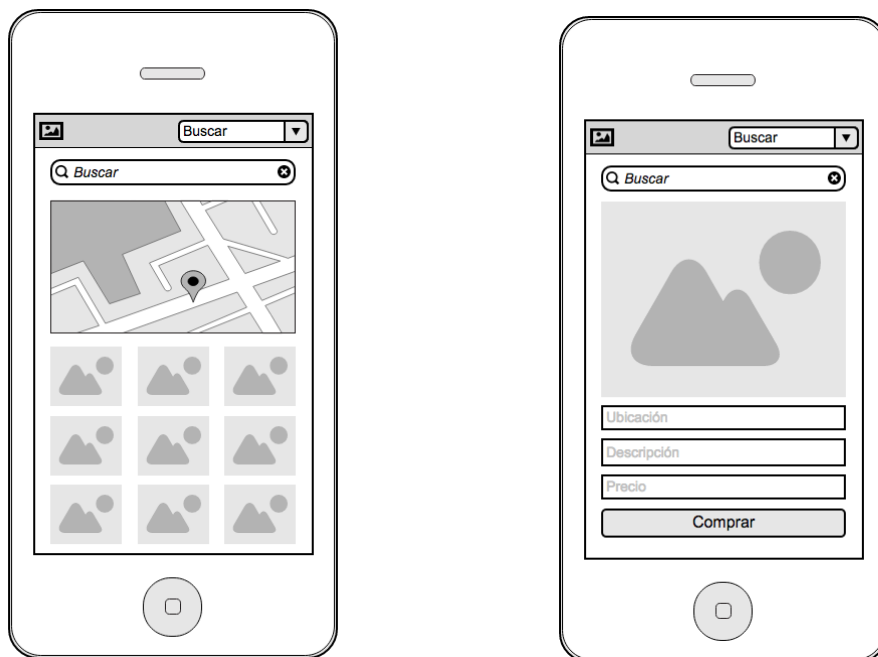 Buscar
Buscar
Buscar
Buscar
Ubicación
Descripción
Precio
Comprar